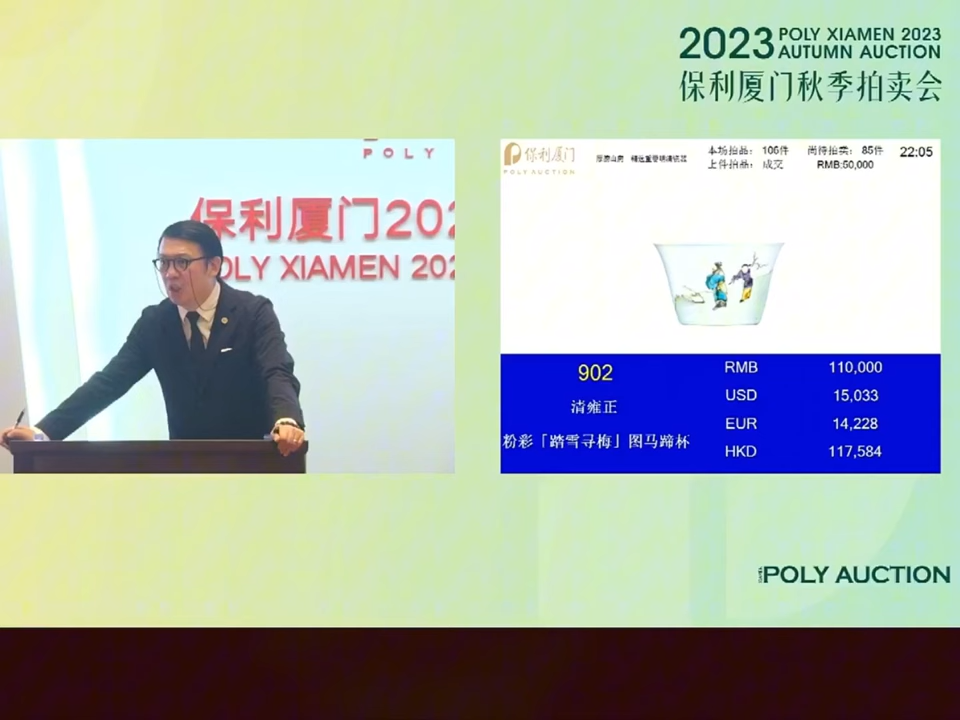 2023 POLY XIAMEN 2023
AUTUMN AUCTION
保利厦门秋季拍卖会
POLY
保利厦门202
OLY XIAMEN 202
保利厦门
POLY AUCTION
本场拍品: 106件
尚待拍卖: 85件
22:05
上件拍品: 成交
RMB:50,000
902
清雍正
粉彩「踏雪寻梅」图马蹄杯
RMB 110,000
USD 15,033
EUR 14,228
HKD 117,584
POLY AUCTION